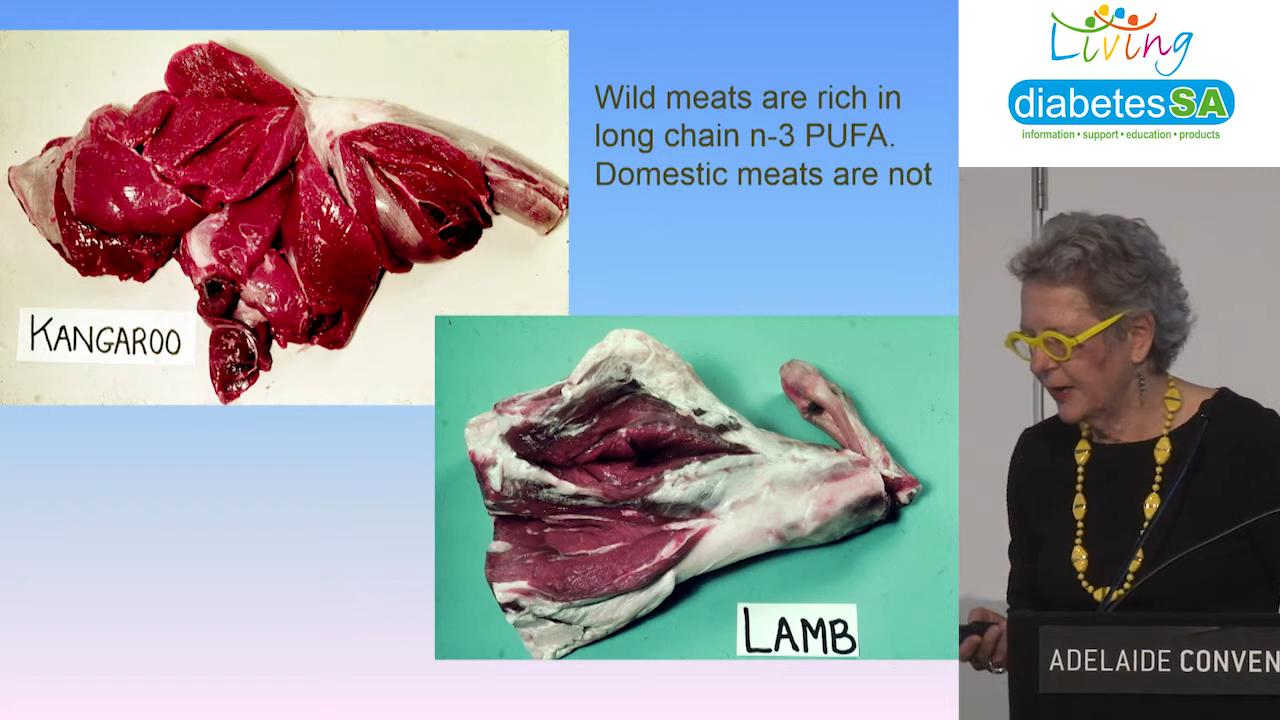 Wild meats are rich in
long chain n-3 PUFA.
Domestic meats are not
KANGAROO
LAMB
Living
diabetesSA
information • support • education • products
ADELAIDE CONVEN